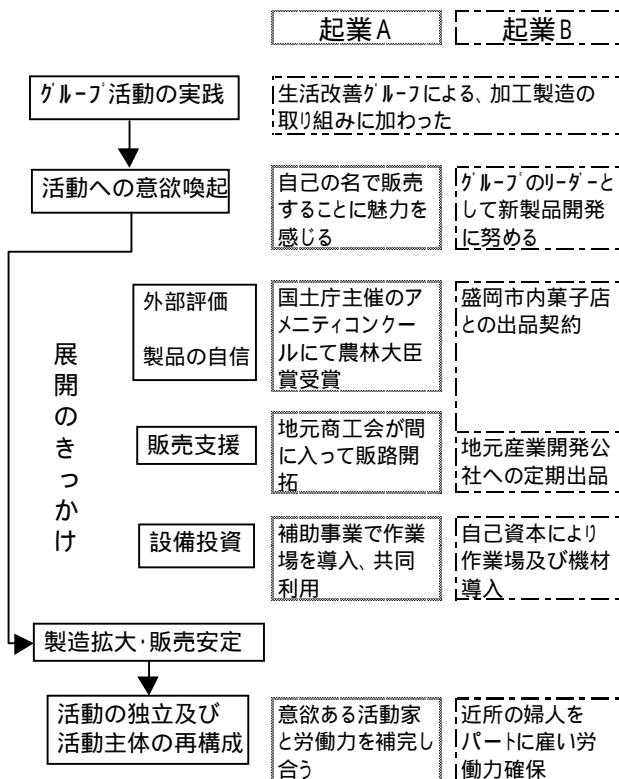 起業A
起業B
グループ活動の実践
生活改善グループによる、加工製造の
取り組みに加わった
活動への意欲喚起
自己の名で販売
することに魅力を
感じる
グループのリーダーと
して新製品開発
に努める
展開のきっかけ
外部評価
製品の自信
国土庁主催のア
メニティコンクー
ルにて農林大臣
賞受賞
盛岡市内菓子店
との出品契約
販売支援
地元商工会が間
に入って販路開
拓
地元産業開発公
社への定期出品
設備投資
補助事業で作業
場を導入、共同
利用
自己資本により
作業場及び機材
導入
製造拡大・販売安定
活動の独立及び
活動主体の再構成
意欲ある活動家
と労働力を補完し
合う
近所の婦人を
パートに雇い労
働力確保